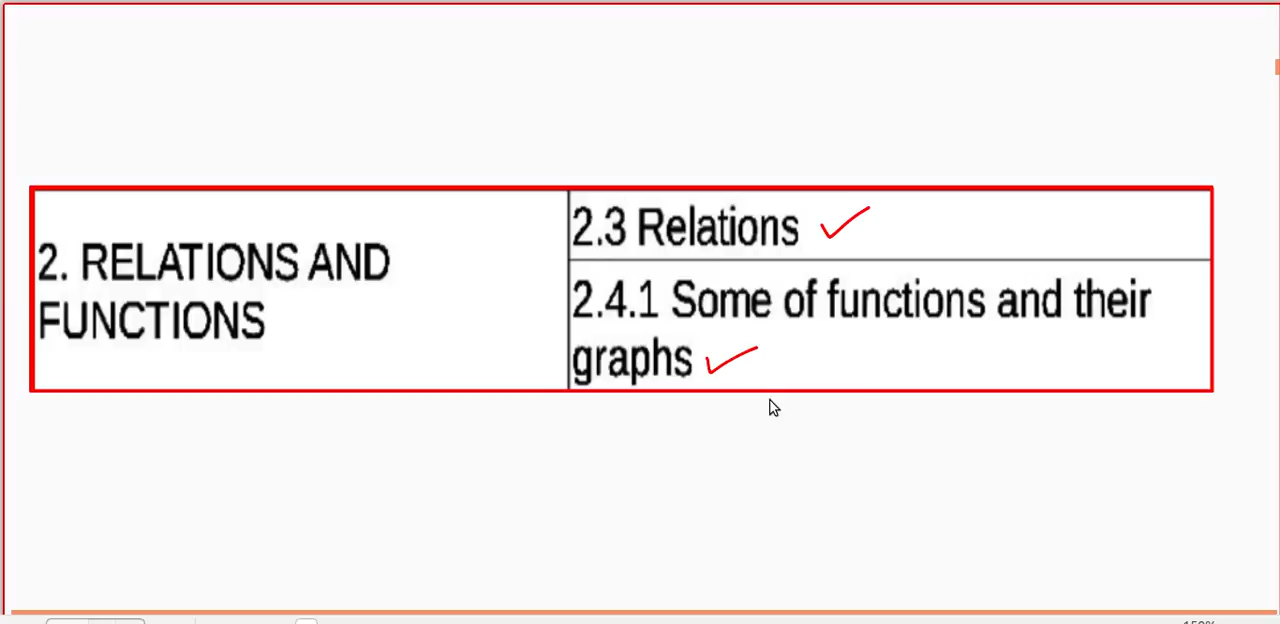 2. RELATIONS AND
FUNCTIONS
2.3 Relations
2.4.1 Some of functions and their
graphs